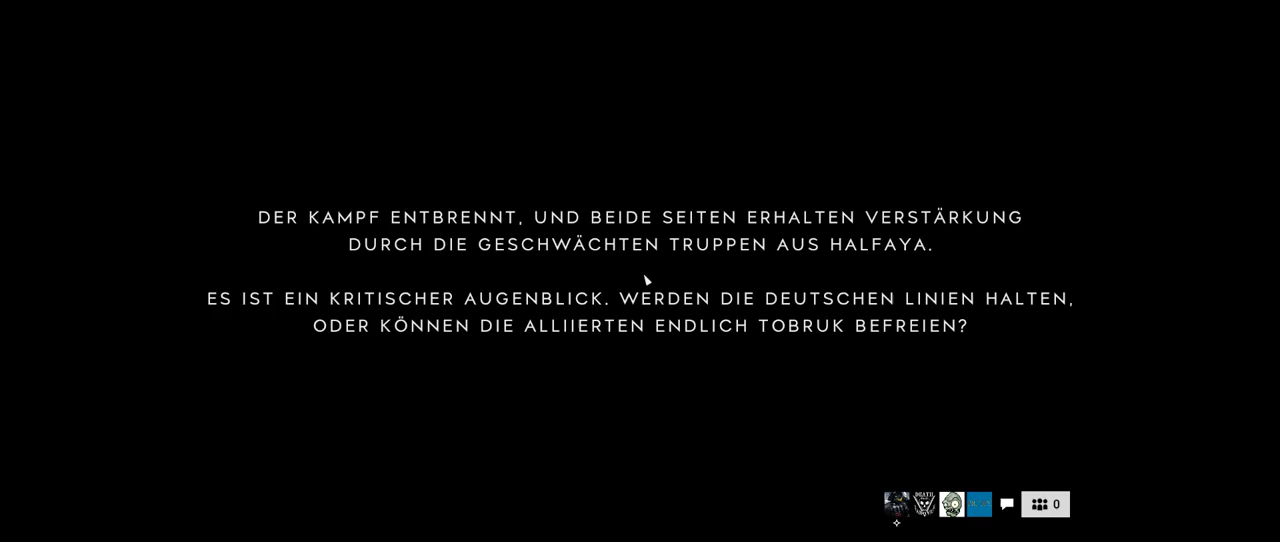 DER KAMPF ENTBRENNT, UND BEIDE SEITEN ERHALTEN VERSTÄRKUNG
DURCH DIE GESCHWÄCHTEN TRUPPEN AUS HALFAYA.
ES IST EIN KRITISCHER AUGENBLICK. WERDEN DIE DEUTSCHEN LINIEN HALTEN,
ODER KÖNNEN DIE ALLIIERTEN ENDLICH TOBRUK BEFREIEN?
DEATH
0